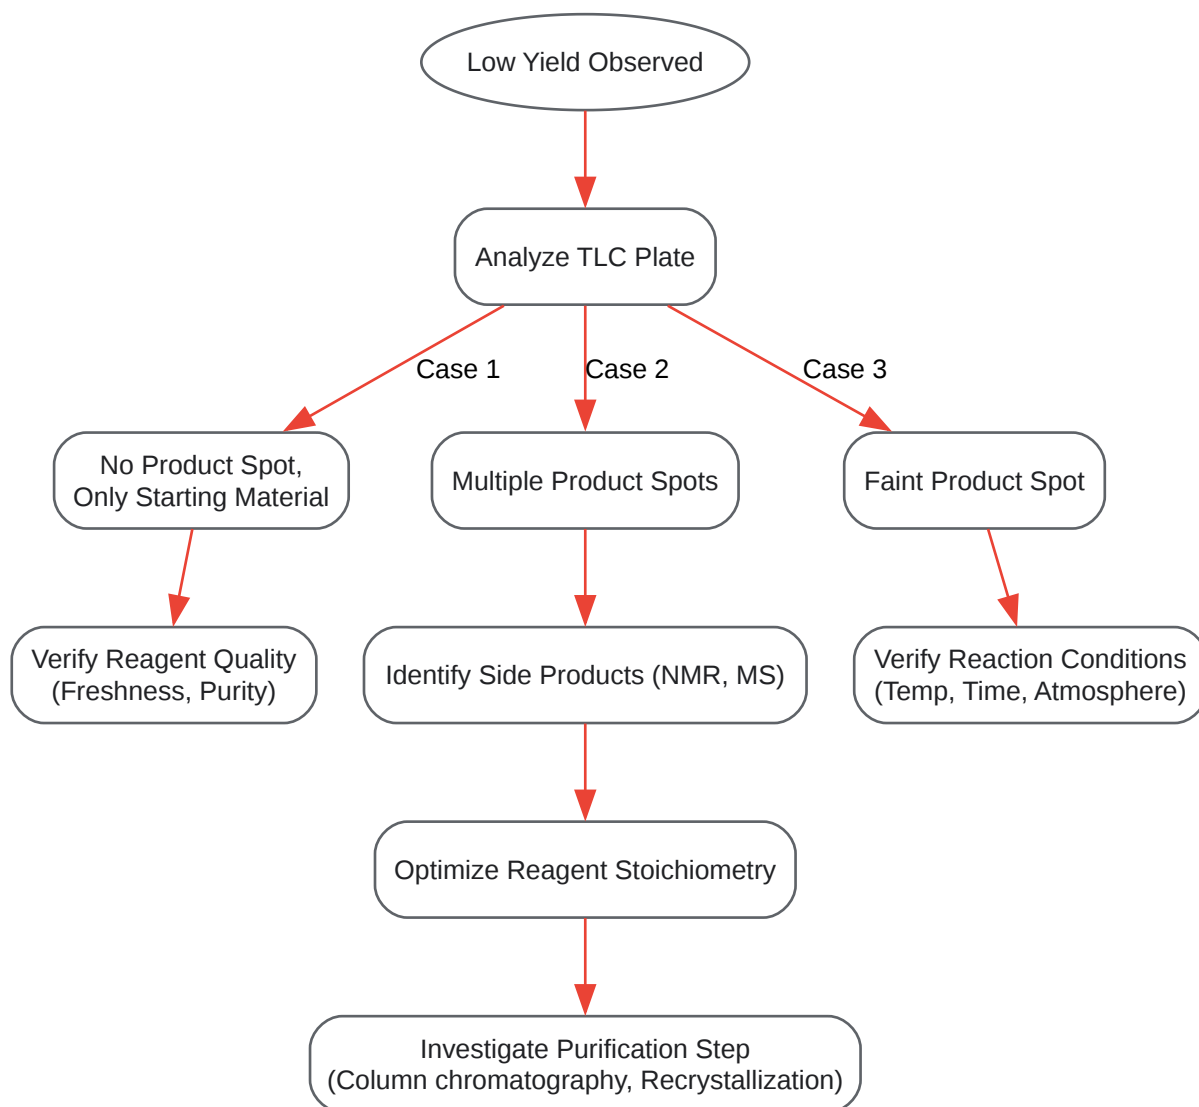 Low Yield Observed
Analyze TLC Plate
Case 1
Case 2
Case 3
No Product Spot,
Only Starting Material
Multiple Product Spots
Faint Product Spot
Verify Reagent Quality
(Freshness, Purity)
Identify Side Products (NMR, MS)
Verify Reaction Conditions
(Temp, Time, Atmosphere)
Optimize Reagent Stoichiometry
Investigate Purification Step
(Column chromatography, Recrystallization)